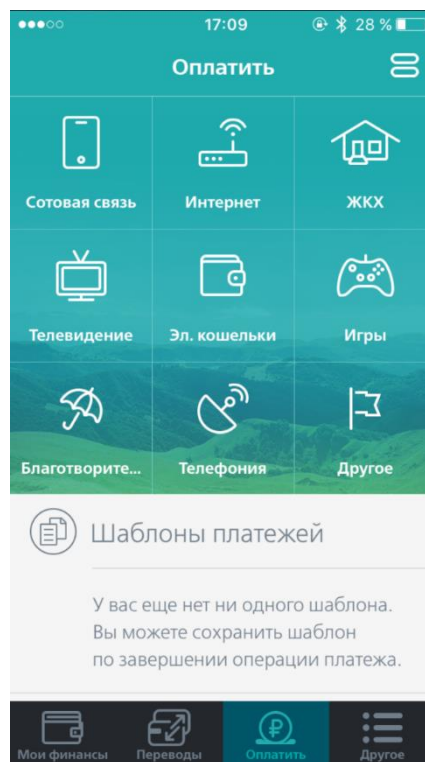 17:09
28 %
Оплатить
Сотовая связь
Интернет
ЖКХ
Телевидение
Эл. кошельки
Игры
Благотворите...
Телефония
Другое
Шаблоны платежей
У вас еще нет ни одного шаблона.
Вы можете сохранить шаблон
по завершении операции платежа.
Мои финансы
Переводы
Оплатить
Другое